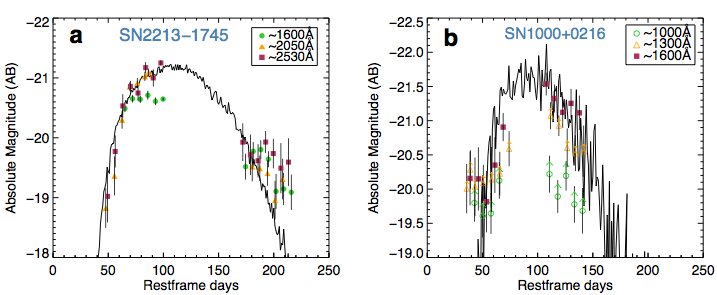 a
SN2213−1745
~1600Å
~2050Å
~2530Å
Absolute Magnitude (AB)
−22
−21
−20
−19
−18
0 50 100 150 200 250
Restframe days
b
SN1000+0216
~1000Å
~1300Å
~1600Å
Absolute Magnitude (AB)
−22.5
−22.0
−21.5
−21.0
−20.5
−20.0
−19.5
−19.0
0 50 100 150 200 250
Restframe days